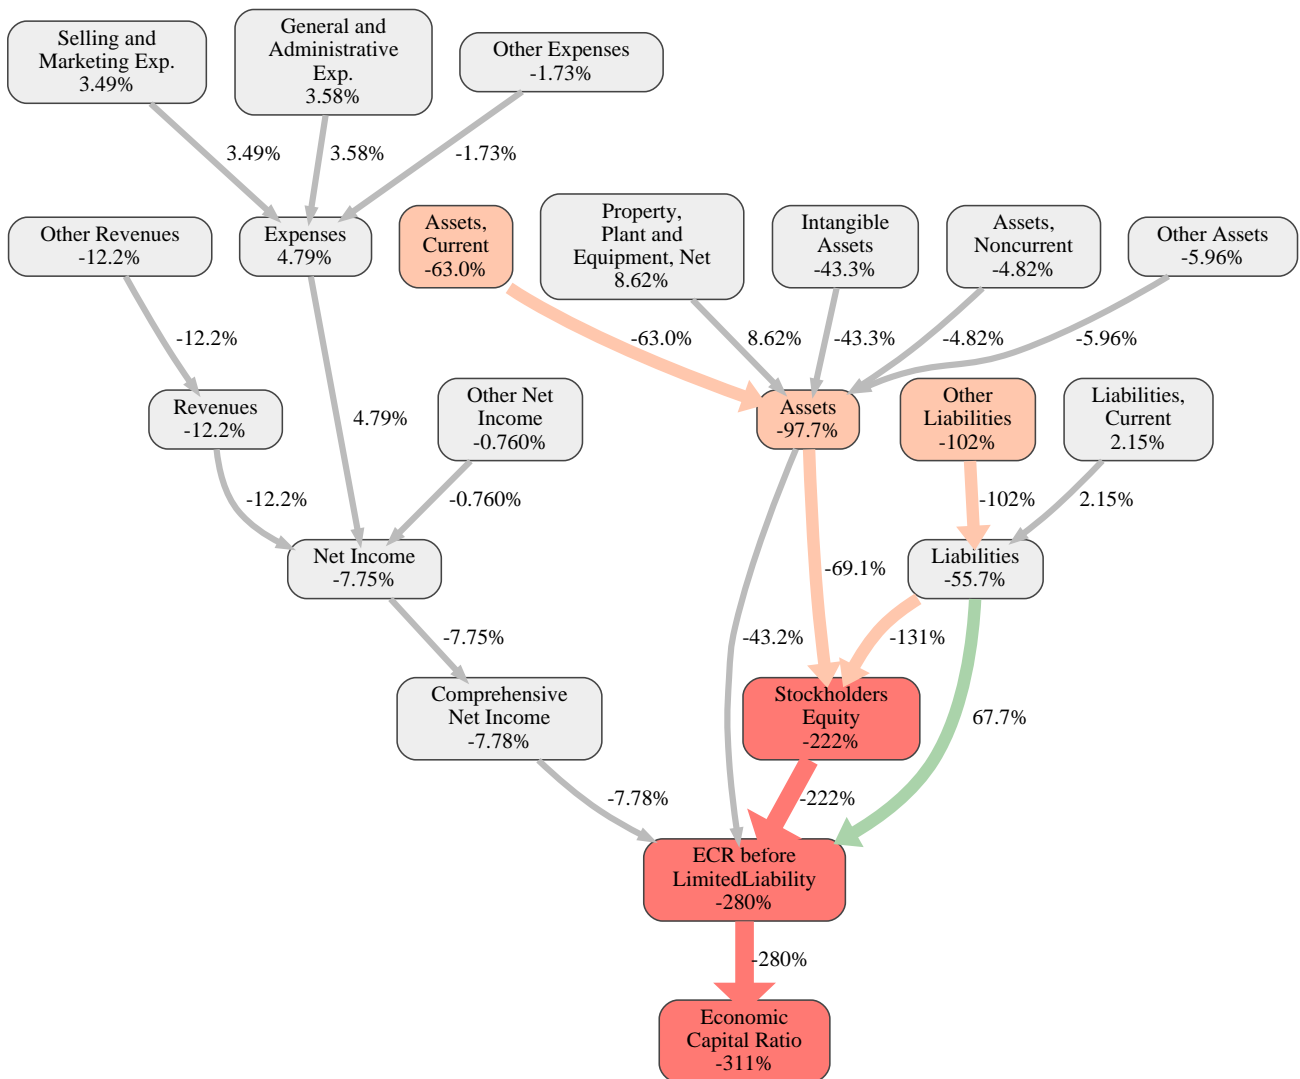 Selling and
Marketing Exp.
3.49%
General and
Administrative
Exp.
3.58%
Other Expenses
-1.73%
3.49%
3.58%
-1.73%
Other Revenues
-12.2%
Expenses
4.79%
Assets,
Current
-63.0%
Property,
Plant and
Equipment, Net
8.62%
Intangible
Assets
-43.3%
Assets,
Noncurrent
-4.82%
Other Assets
-5.96%
-12.2%
-63.0%
8.62%
-43.3%
-4.82%
-5.96%
Revenues
-12.2%
4.79%
Other Net
Income
-0.760%
Assets
-97.7%
Other
Liabilities
-102%
Liabilities,
Current
2.15%
-12.2%
-0.760%
-102%
2.15%
Net Income
-7.75%
-69.1%
Liabilities
-55.7%
-7.75%
-43.2%
-131%
Comprehensive
Net Income
-7.78%
Stockholders
Equity
-222%
67.7%
-7.78%
-222%
ECR before
LimitedLiability
-280%
-280%
Economic
Capital Ratio
-311%